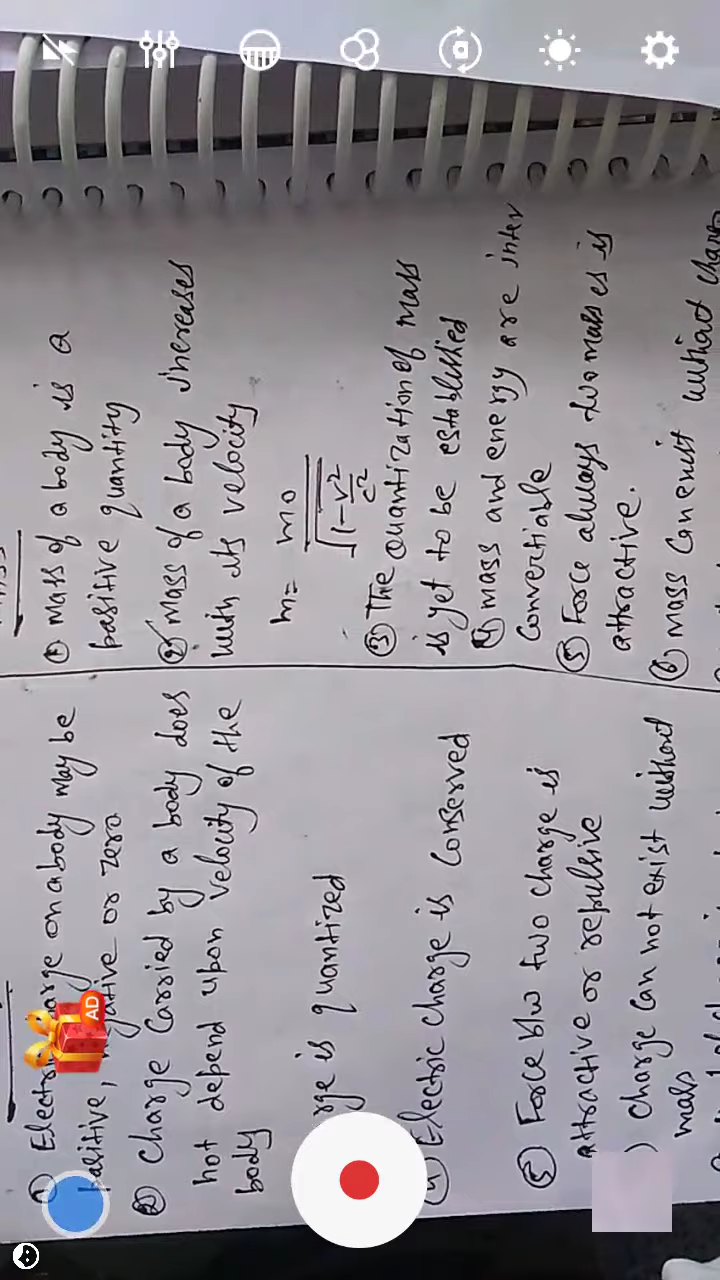 ① Electric charge on a body may be
positive, negative or zero
② Charge Carried by a body does
not depend upon velocity of the
body
rge is quantized
④ Electric charge is Conserved
⑤ Force b/w two charge is
attractive or repulsive
) Charge can not exist without
mass
① Mass of a body is a
positive quantity
② Mass of a body increases
with its velocity
m = m0 / √(1 - v²/c²)
③ The quantization of mass
is yet to be established
④ mass and energy are inter
Convertiable
⑤ Force always two masses is
attractive.
⑥ mass Can exist without
AD